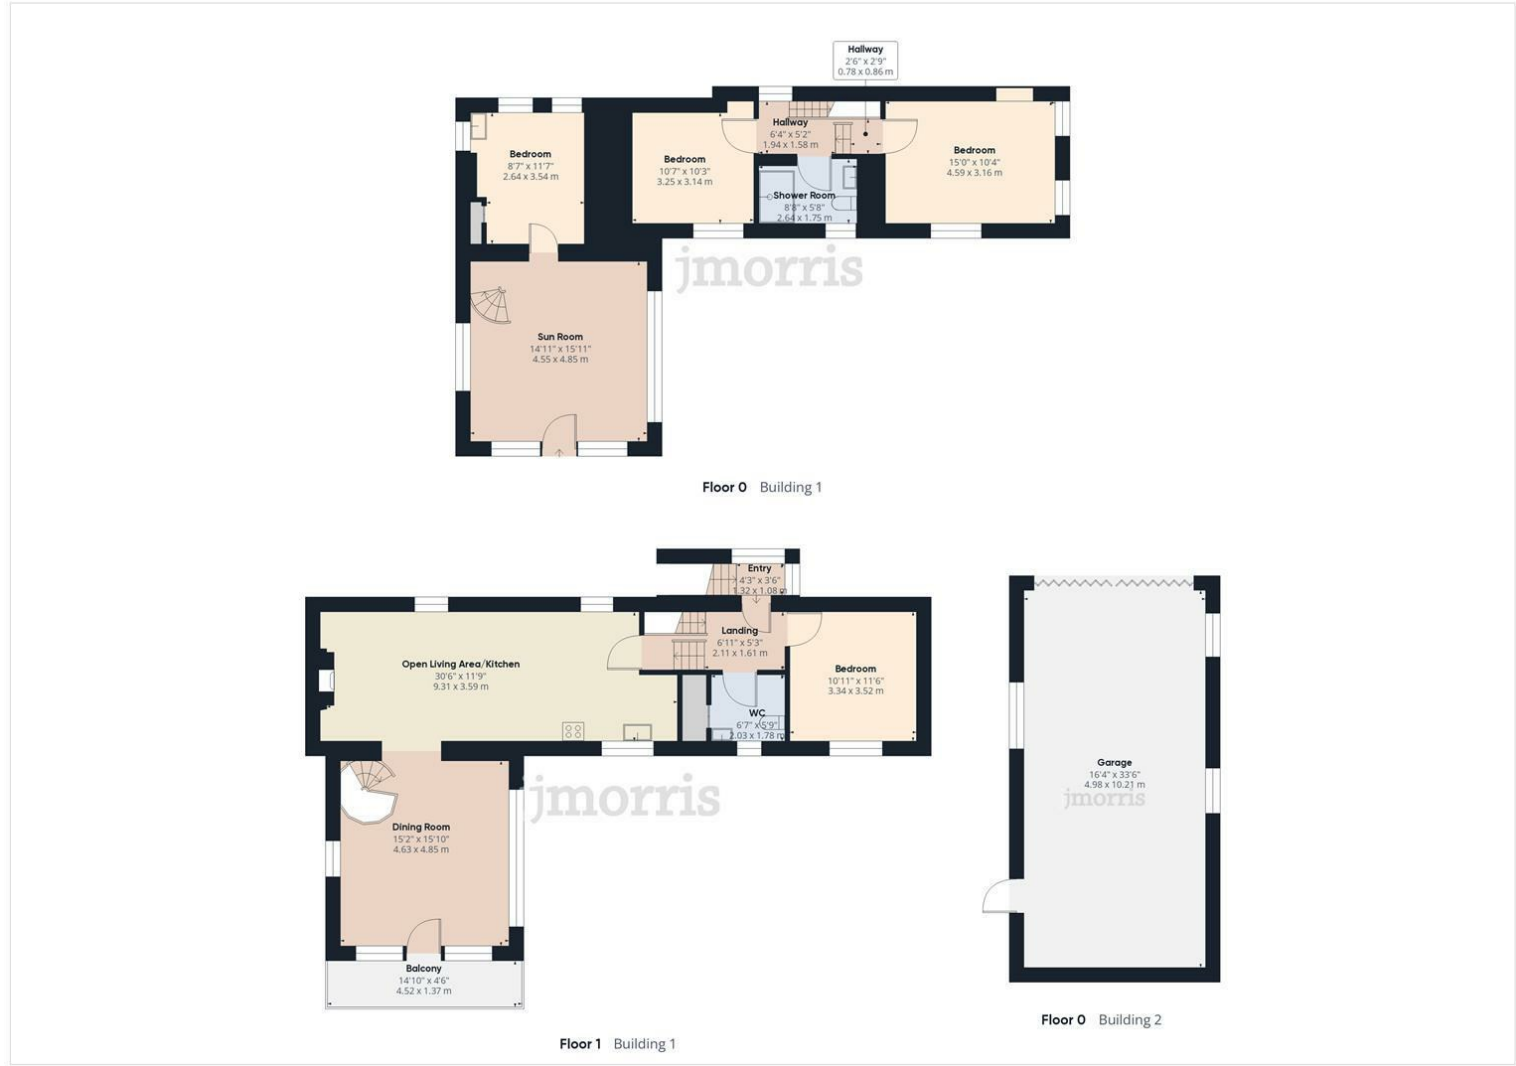 Hallway
2'6" x 2'9"
0.78 x 0.86 m
Bedroom
8'7" x 11'7"
2.64 x 3.54 m
Bedroom
10'7" x 10'3"
3.25 x 3.14 m
Hallway
6'4" x 5'2"
1.94 x 1.58 m
Shower Room
8'8" x 5'8"
2.64 x 1.75 m
Bedroom
15'0" x 10'4"
4.59 x 3.16 m
jmorris
Sun Room
14'11" x 15'11"
4.55 x 4.85 m
Floor 0 Building 1
Entry
4'3" x 3'6"
1.32 x 1.08 m
Landing
6'11" x 5'3"
2.11 x 1.61 m
Open Living Area/Kitchen
30'6" x 11'9"
9.31 x 3.59 m
Bedroom
10'11" x 11'6"
3.34 x 3.52 m
WC
6'7" x 5'9"
2.03 x 1.78 m
jmorris
Dining Room
15'2" x 15'10"
4.63 x 4.85 m
Balcony
14'10" x 4'6"
4.52 x 1.37 m
Floor 1 Building 1
Garage
16'4" x 33'6"
4.98 x 10.21 m
jmorris
Floor 0 Building 2